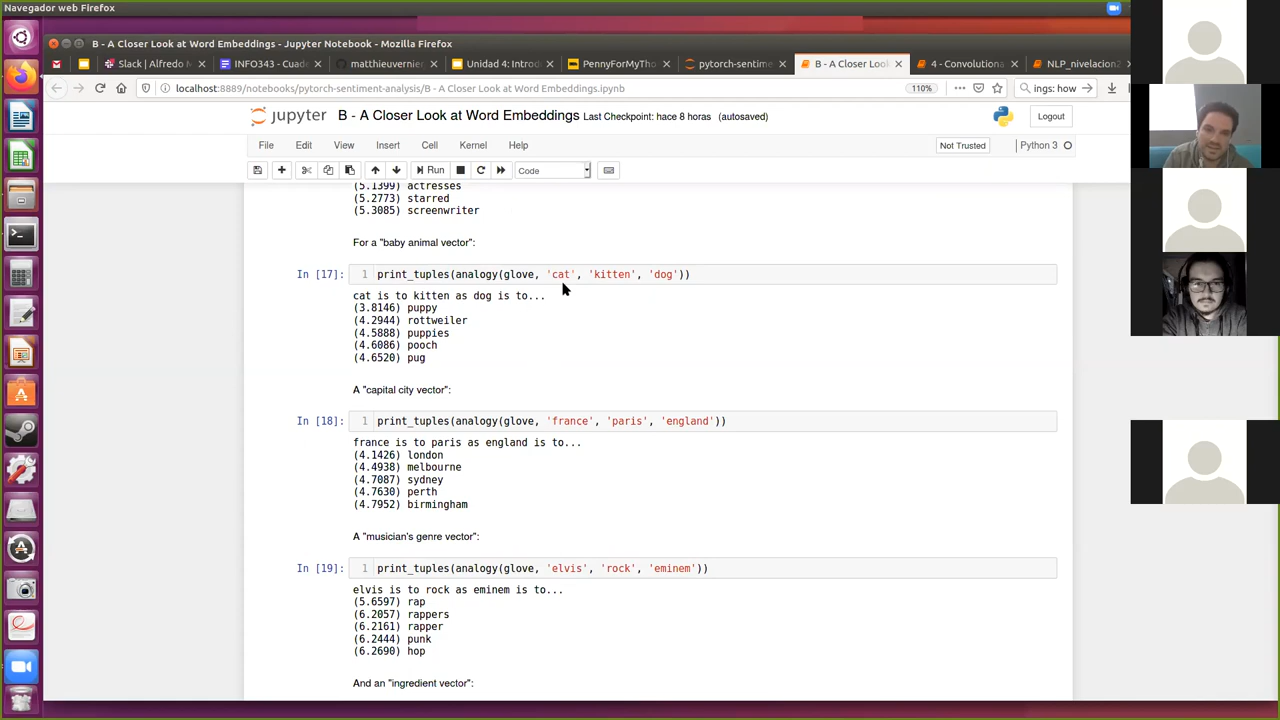 Navegador web Firefox
B - A Closer Look at Word Embeddings - Jupyter Notebook - Mozilla Firefox
Slack | Alfredo M
INFO343 - Cuade
matthieuvernier
Unidad 4: Introd
PennyForMyTho
pytorch-sentime
B - A Closer Look
4 - Convolutiona
NLP_nivelacion2
localhost:8889/notebooks/pytorch-sentiment-analysis/B - A Closer Look at Word Embeddings.ipynb
110%
ings: how
jupyter
B - A Closer Look at Word Embeddings Last Checkpoint: hace 8 horas (autosaved)
Logout
File Edit View Insert Cell Kernel Help
Not Trusted
Python 3
Run
Code
(5.1399) actresses
(5.2773) starred
(5.3085) screenwriter
For a "baby animal vector":
In [17]: 1 print_tuples(analogy(glove, 'cat', 'kitten', 'dog'))
cat is to kitten as dog is to...
(3.8146) puppy
(4.2944) rottweiler
(4.5888) puppies
(4.6086) pooch
(4.6520) pug
A "capital city vector":
In [18]: 1 print_tuples(analogy(glove, 'france', 'paris', 'england'))
france is to paris as england is to...
(4.1426) london
(4.4938) melbourne
(4.7087) sydney
(4.7630) perth
(4.7952) birmingham
A "musician's genre vector":
In [19]: 1 print_tuples(analogy(glove, 'elvis', 'rock', 'eminem'))
elvis is to rock as eminem is to...
(5.6597) rap
(6.2057) rappers
(6.2161) rapper
(6.2444) punk
(6.2690) hop
And an "ingredient vector":